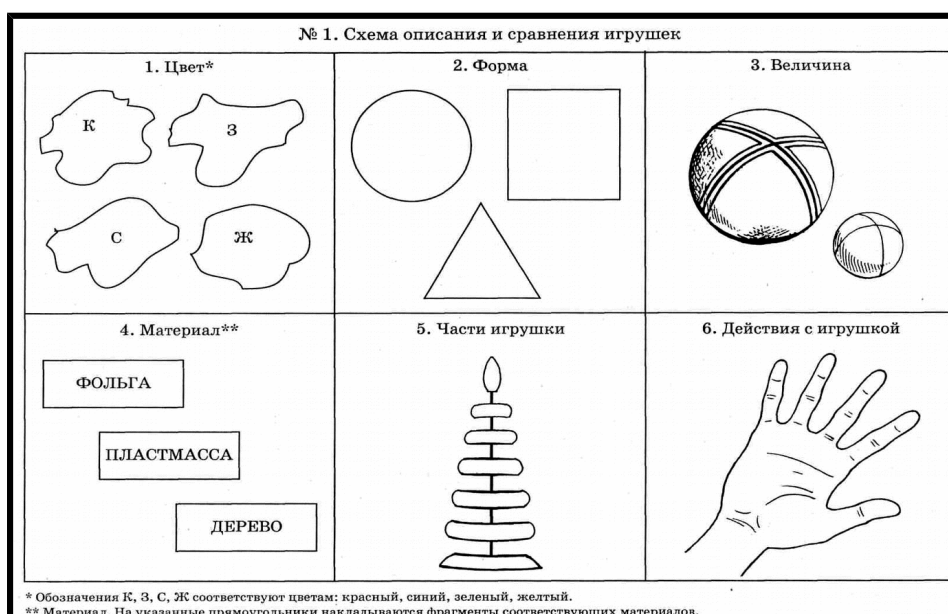 № 1. Схема описания и сравнения игрушек
1. Цвет*
2. Форма
3. Величина
К
З
С
Ж
4. Материал**
5. Части игрушки
6. Действия с игрушкой
ФОЛЬГА
ПЛАСТМАССА
ДЕРЕВО
* Обозначения К, З, С, Ж соответствуют цветам: красный, синий, зеленый, желтый.
** Материал. На указанные прямоугольники накладываются фрагменты соответствующих материалов.